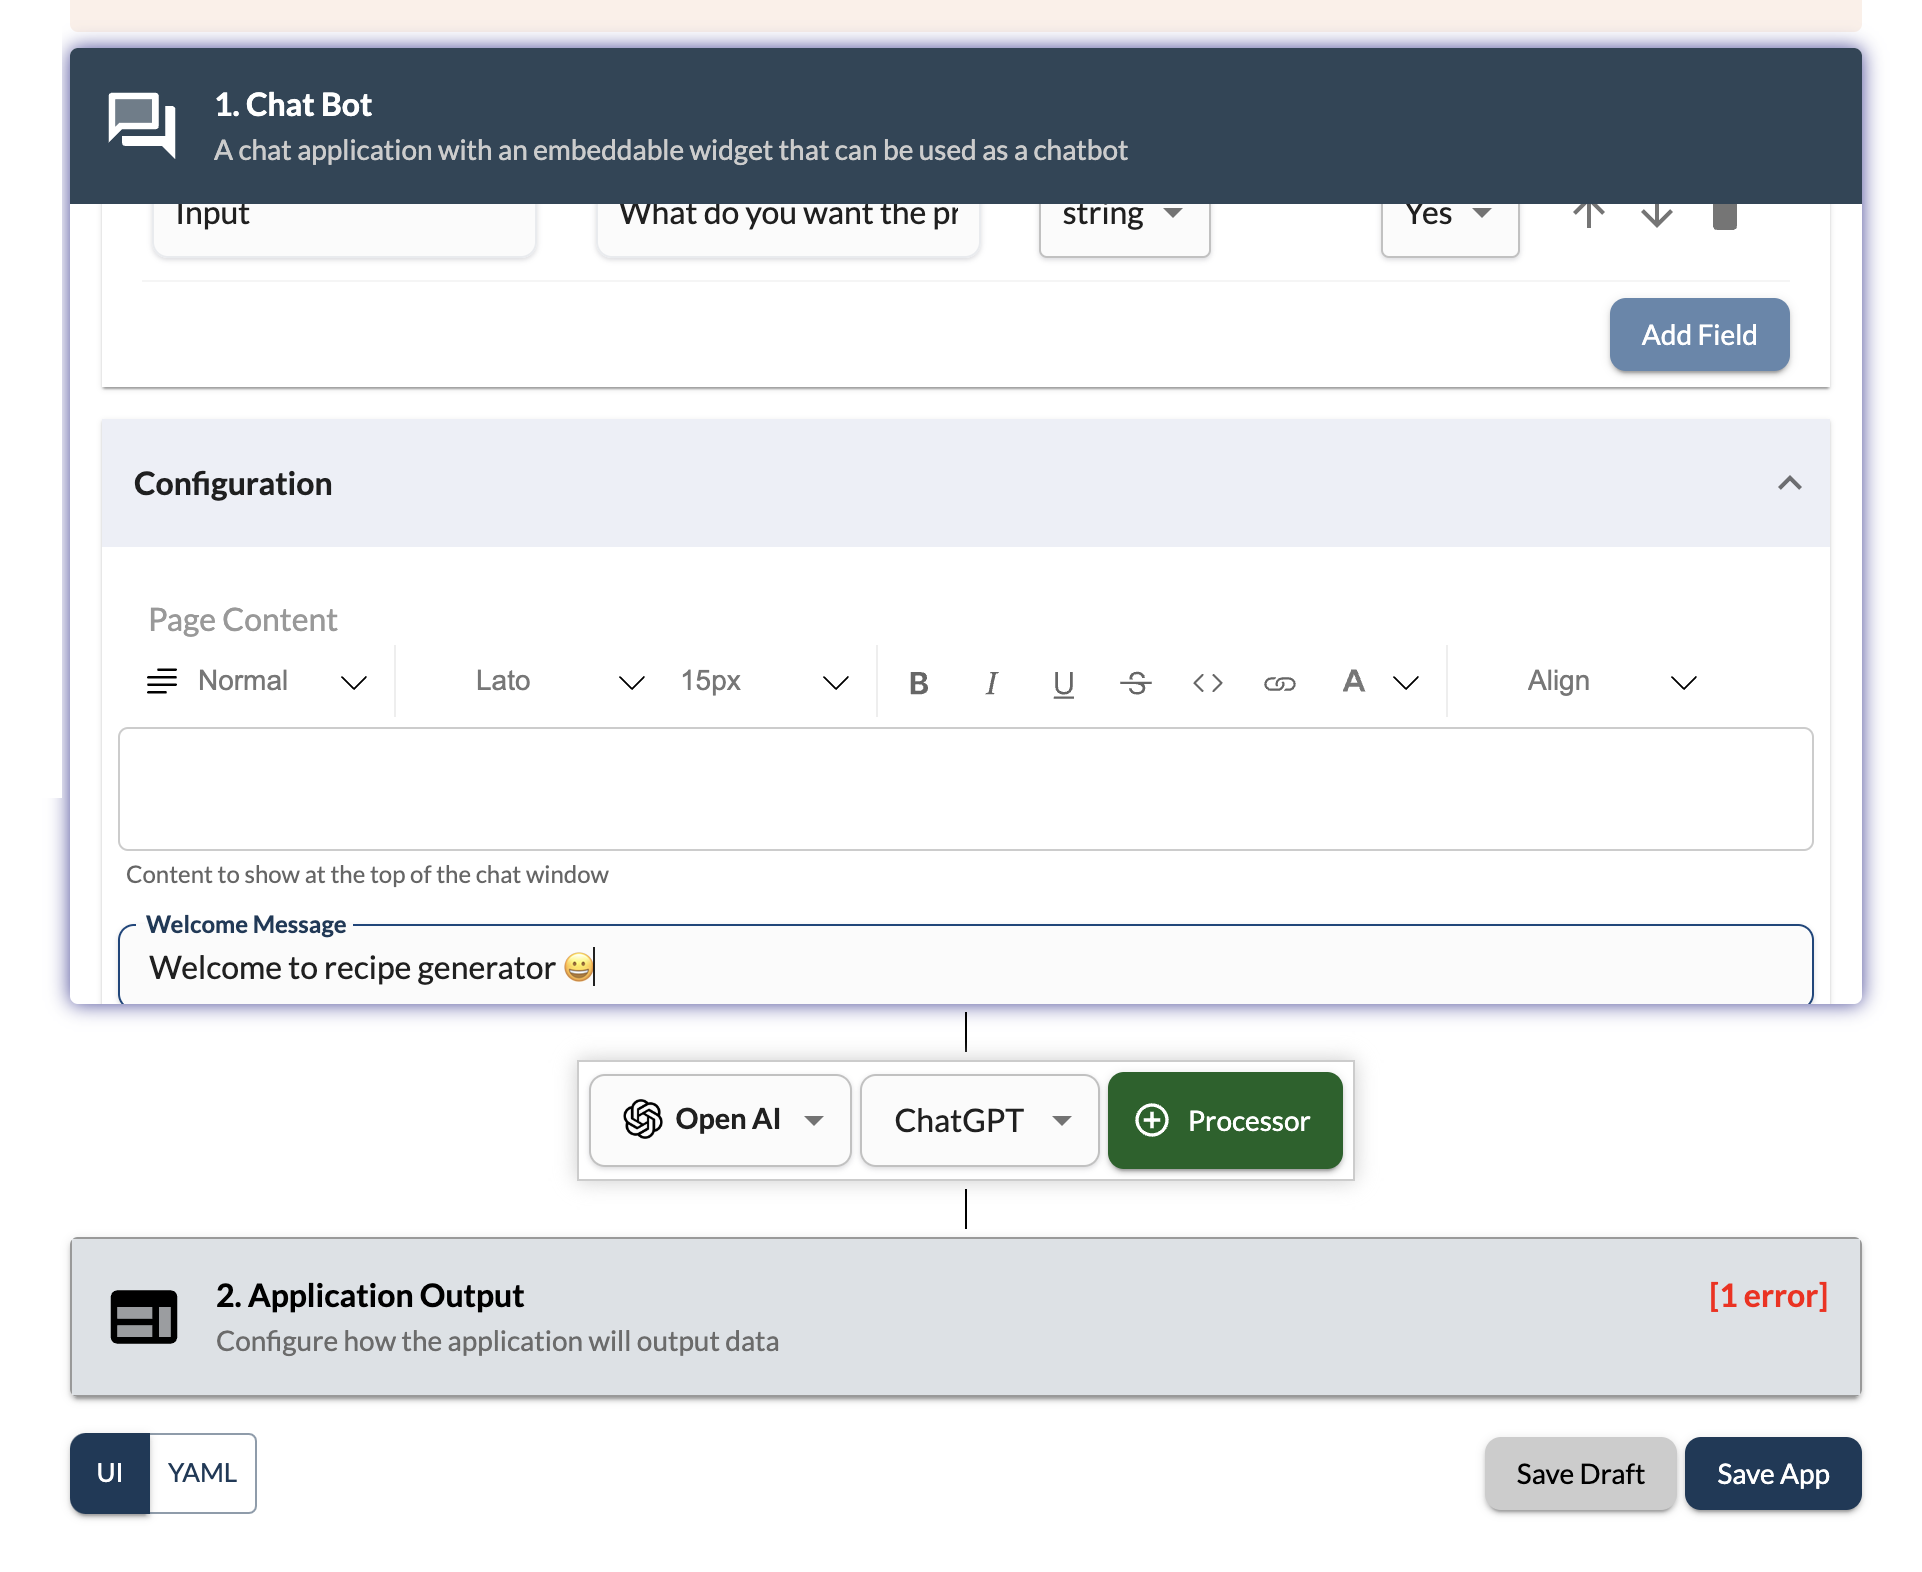 1. Chat Bot
A chat application with an embeddable widget that can be used as a chatbot
Input What do you want the pr string Yes
Add Field
Configuration
Page Content
Normal Lato 15px B I U S <> A Align
Content to show at the top of the chat window
Welcome Message
Welcome to recipe generator 😀
Open AI ChatGPT Processor
2. Application Output [1 error]
Configure how the application will output data
UI YAML Save Draft Save App